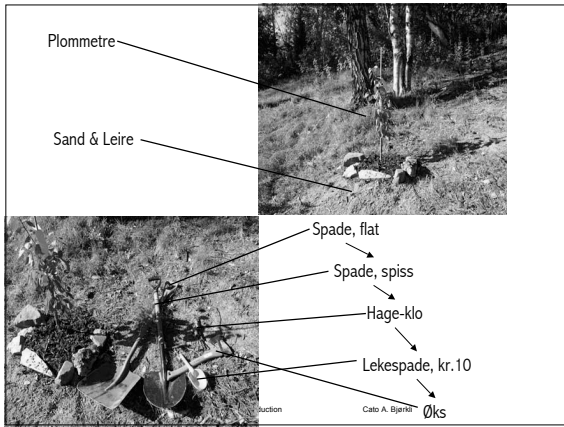 Plommetre
Sand & Leire
Spade, flat
Spade, spiss
Hage-klo
Lekespade, kr.10
Øks
Cato A. Bjørkli